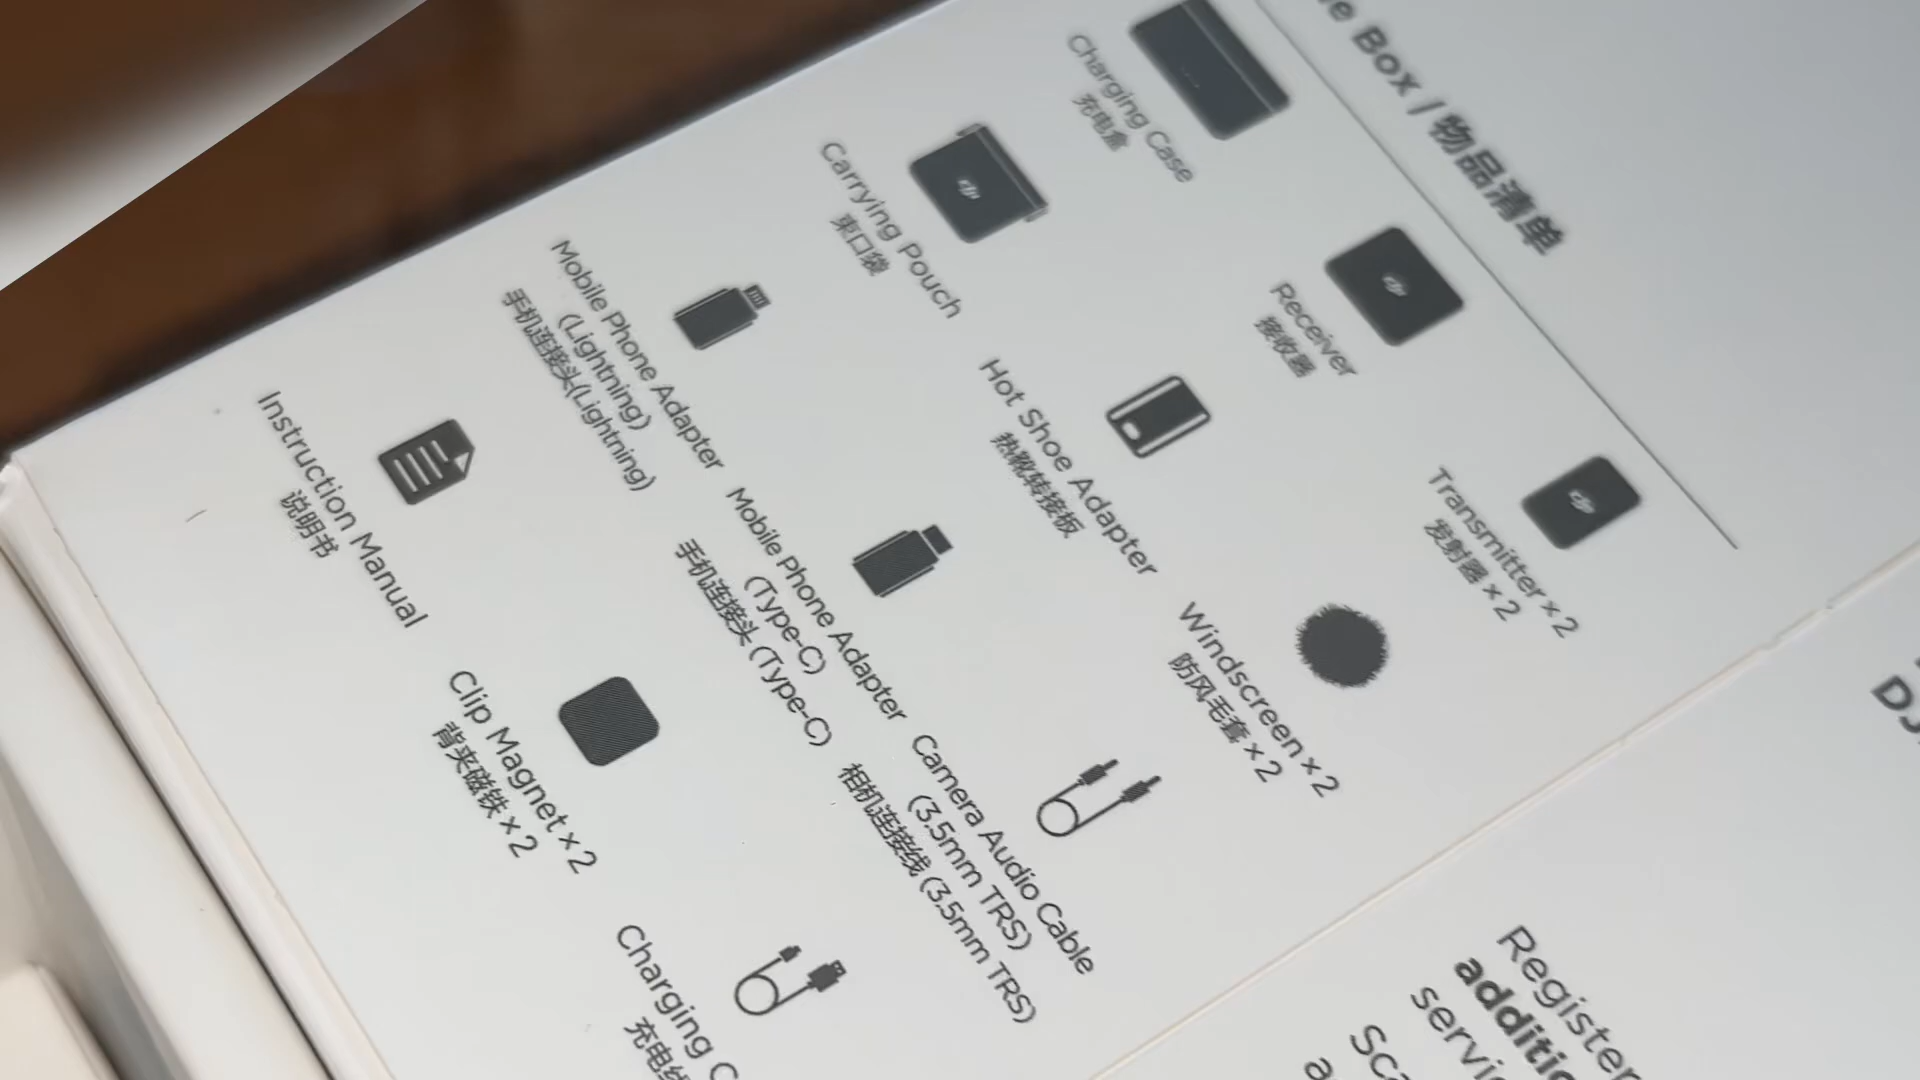 Box / 物品清单
Transmitter × 2
发射器 × 2
Receiver
接收器
Charging Case
充电盒
Windscreen × 2
防风毛套 × 2
Hot Shoe Adapter
热靴转接板
Carrying Pouch
束口袋
Camera Audio Cable
(3.5mm TRS)
相机连接线 (3.5mm TRS)
Mobile Phone Adapter
(Type-C)
手机连接头 (Type-C)
Mobile Phone Adapter
(Lightning)
手机连接头(Lightning)
Charging
充电
Clip Magnet × 2
背夹磁铁 × 2
Instruction Manual
说明书
Register